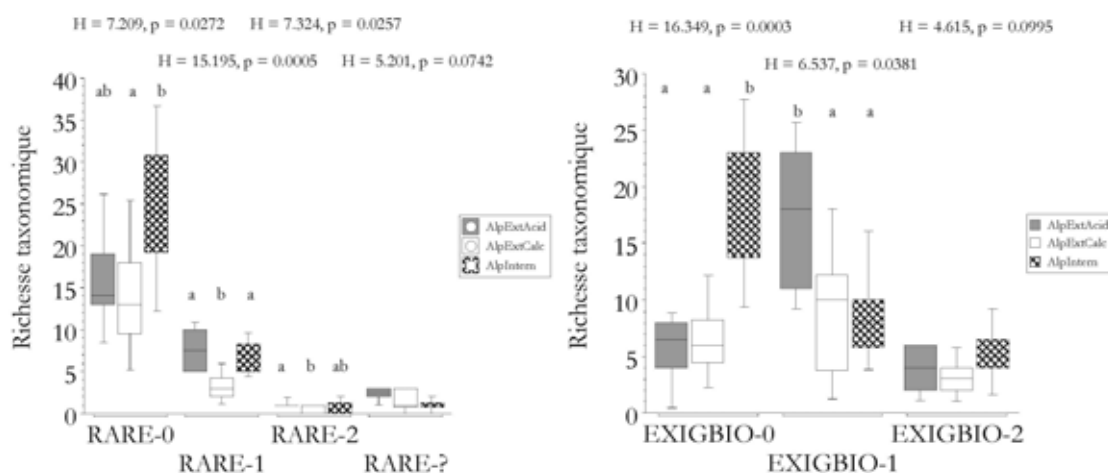 H = 7.209, p = 0.0272 H = 7.324, p = 0.0257
H = 15.195, p = 0.0005 H = 5.201, p = 0.0742
Richesse taxonomique
40
35
30
25
20
15
10
5
0
ab a b
a b a
a b ab
AlpExtAcid
AlpExtCalc
AlpIntern
RARE-0 RARE-2
RARE-1 RARE-?
H = 16.349, p = 0.0003 H = 4.615, p = 0.0995
H = 6.537, p = 0.0381
Richesse taxonomique
30
25
20
15
10
5
0
a a b b a a
AlpExtAcid
AlpExtCalc
AlpIntern
EXIGBIO-0 EXIGBIO-2
EXIGBIO-1